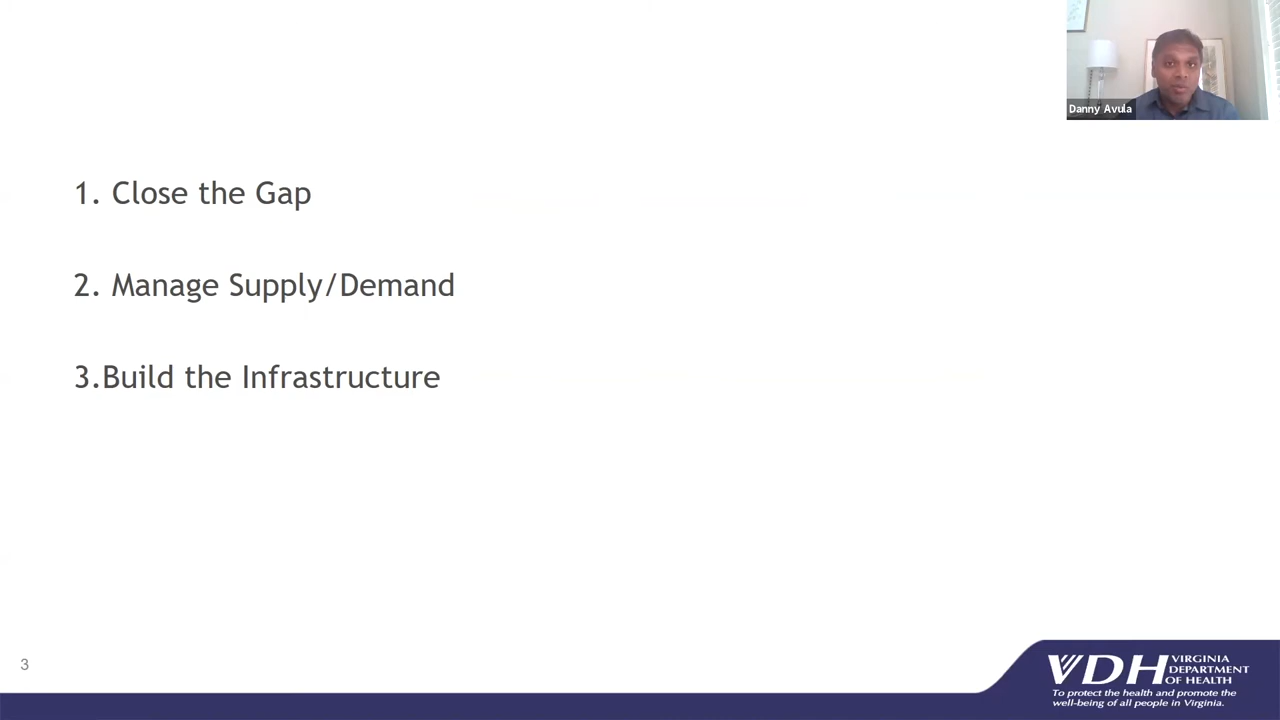 Danny Avula
1. Close the Gap
2. Manage Supply/Demand
3.Build the Infrastructure
3
VDH VIRGINIA
DEPARTMENT
OF HEALTH
To protect the health and promote the
well-being of all people in Virginia.